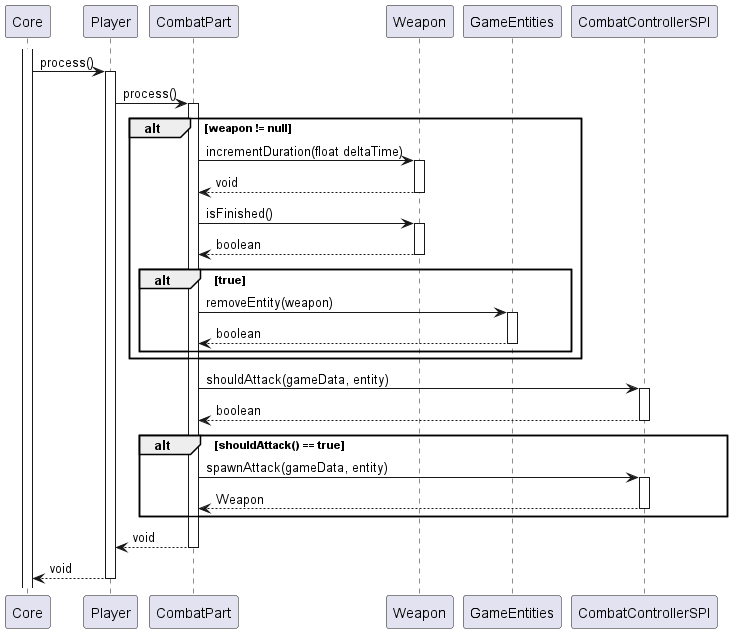 Core Player CombatPart Weapon GameEntities CombatControllerSPI
process()
process()
alt [weapon != null]
incrementDuration(float deltaTime)
void
isFinished()
boolean
alt [true]
removeEntity(weapon)
boolean
shouldAttack(gameData, entity)
boolean
alt [shouldAttack() == true]
spawnAttack(gameData, entity)
Weapon
void
void
Core Player CombatPart Weapon GameEntities CombatControllerSPI